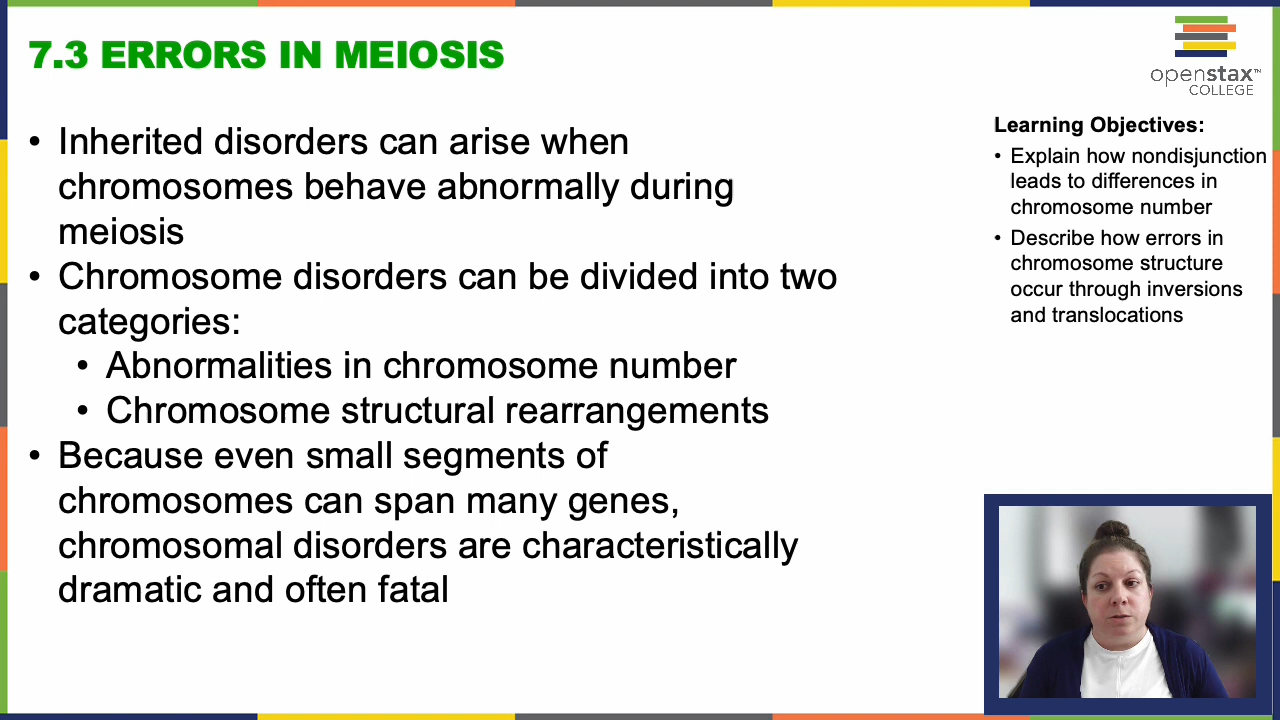 7.3 ERRORS IN MEIOSIS
openstax™
COLLEGE
• Inherited disorders can arise when
chromosomes behave abnormally during
meiosis
• Chromosome disorders can be divided into two
categories:
• Abnormalities in chromosome number
• Chromosome structural rearrangements
• Because even small segments of
chromosomes can span many genes,
chromosomal disorders are characteristically
dramatic and often fatal
Learning Objectives:
• Explain how nondisjunction
leads to differences in
chromosome number
• Describe how errors in
chromosome structure
occur through inversions
and translocations